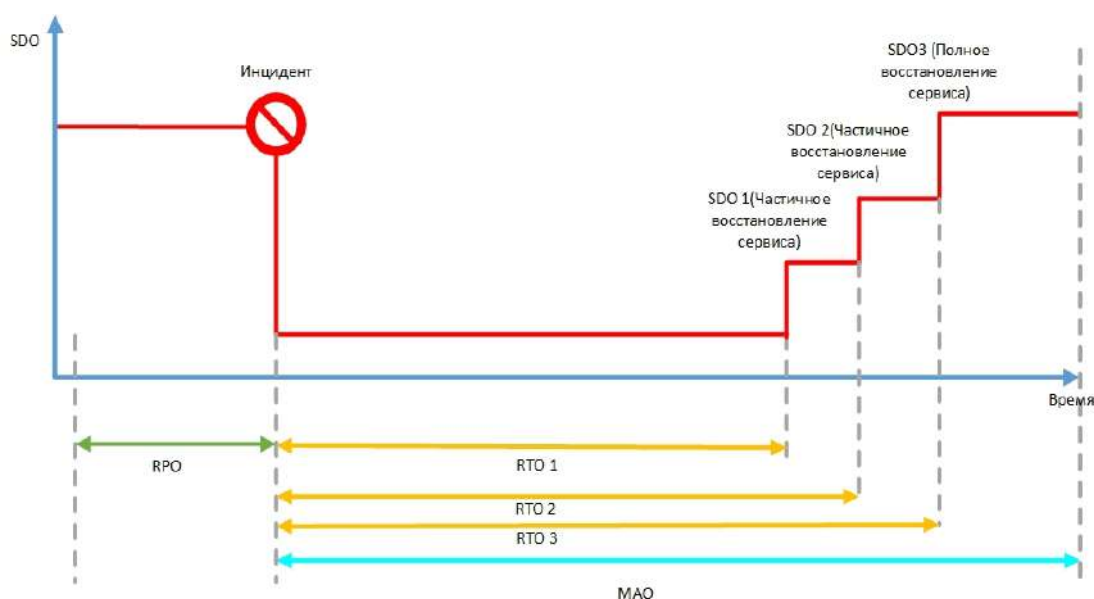 SDO
Инцидент
SDO3 (Полное
восстановление
сервиса)
SDO 2(Частичное
восстановление
сервиса)
SDO 1(Частичное
восстановление
сервиса)
Время
RPO
RTO 1
RTO 2
RTO 3
MAO